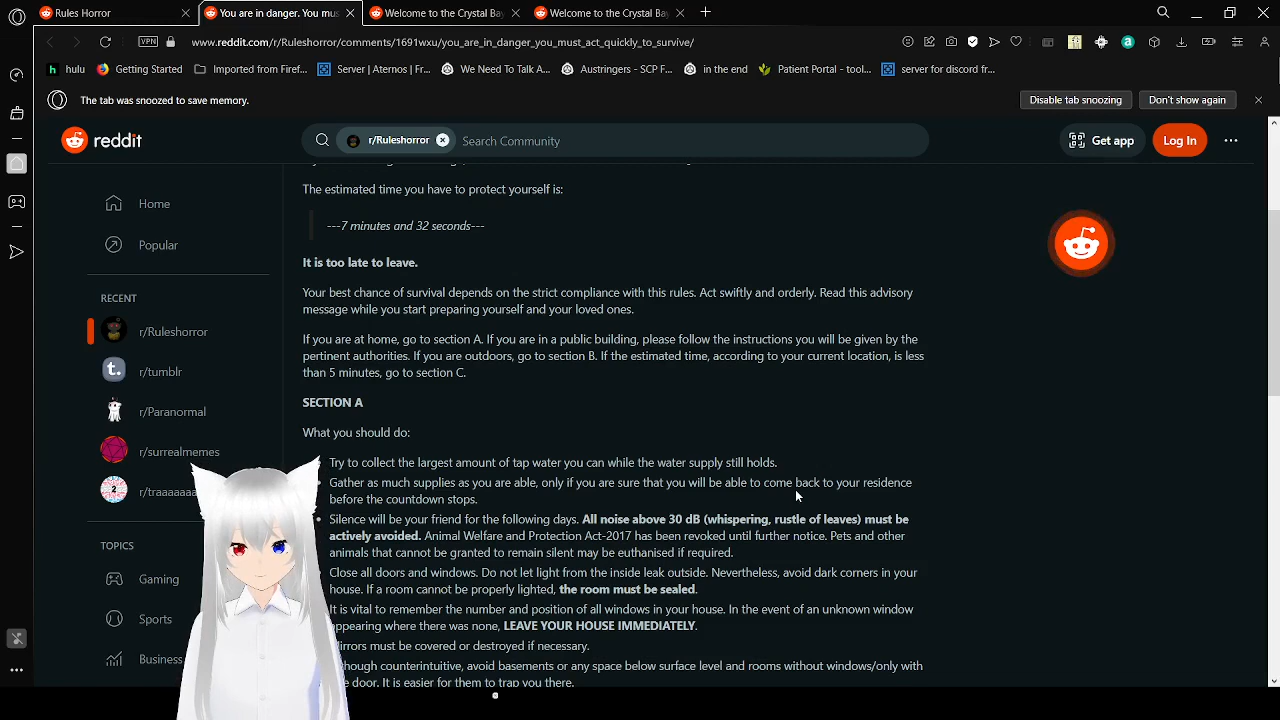 Rules Horror
You are in danger. You mus
Welcome to the Crystal Bay
Welcome to the Crystal Bay
VPN
www.reddit.com/r/Ruleshorror/comments/1691vdu/you_are_in_danger_you_must_act_quickly_to_survive/
hulu
Getting Started
Imported from Firef...
Server | Aternos | Fr...
We Need To Talk A...
Austringers - SCP F...
in the end
Patient Portal - tool...
server for discord fr...
The tab was snoozed to save memory.
Disable tab snoozing
Don't show again
reddit
r/Ruleshorror
Search Community
Get app
Log In
Home
Popular
RECENT
r/Ruleshorror
r/tumblr
r/Paranormal
r/surrealmemes
r/traaaaaaa
TOPICS
Gaming
Sports
Business
The estimated time you have to protect yourself is:
---7 minutes and 32 seconds---
It is too late to leave.
Your best chance of survival depends on the strict compliance with this rules. Act swiftly and orderly. Read this advisory
message while you start preparing yourself and your loved ones.
If you are at home, go to section A. If you are in a public building, please follow the instructions you will be given by the
pertinent authorities. If you are outdoors, go to section B. If the estimated time, according to your current location, is less
than 5 minutes, go to section C.
SECTION A
What you should do:
Try to collect the largest amount of tap water you can while the water supply still holds.
Gather as much supplies as you are able, only if you are sure that you will be able to come back to your residence
before the countdown stops.
Silence will be your friend for the following days. All noise above 30 dB (whispering, rustle of leaves) must be
actively avoided. Animal Welfare and Protection Act-2017 has been revoked until further notice. Pets and other
animals that cannot be granted to remain silent may be euthanised if required.
Close all doors and windows. Do not let light from the inside leak outside. Nevertheless, avoid dark corners in your
house. If a room cannot be properly lighted, the room must be sealed.
It is vital to remember the number and position of all windows in your house. In the event of an unknown window
appearing where there was none, LEAVE YOUR HOUSE IMMEDIATELY.
Mirrors must be covered or destroyed if necessary.
though counterintuitive, avoid basements or any space below surface level and rooms without windows/only with
door. It is easier for them to trap you there.